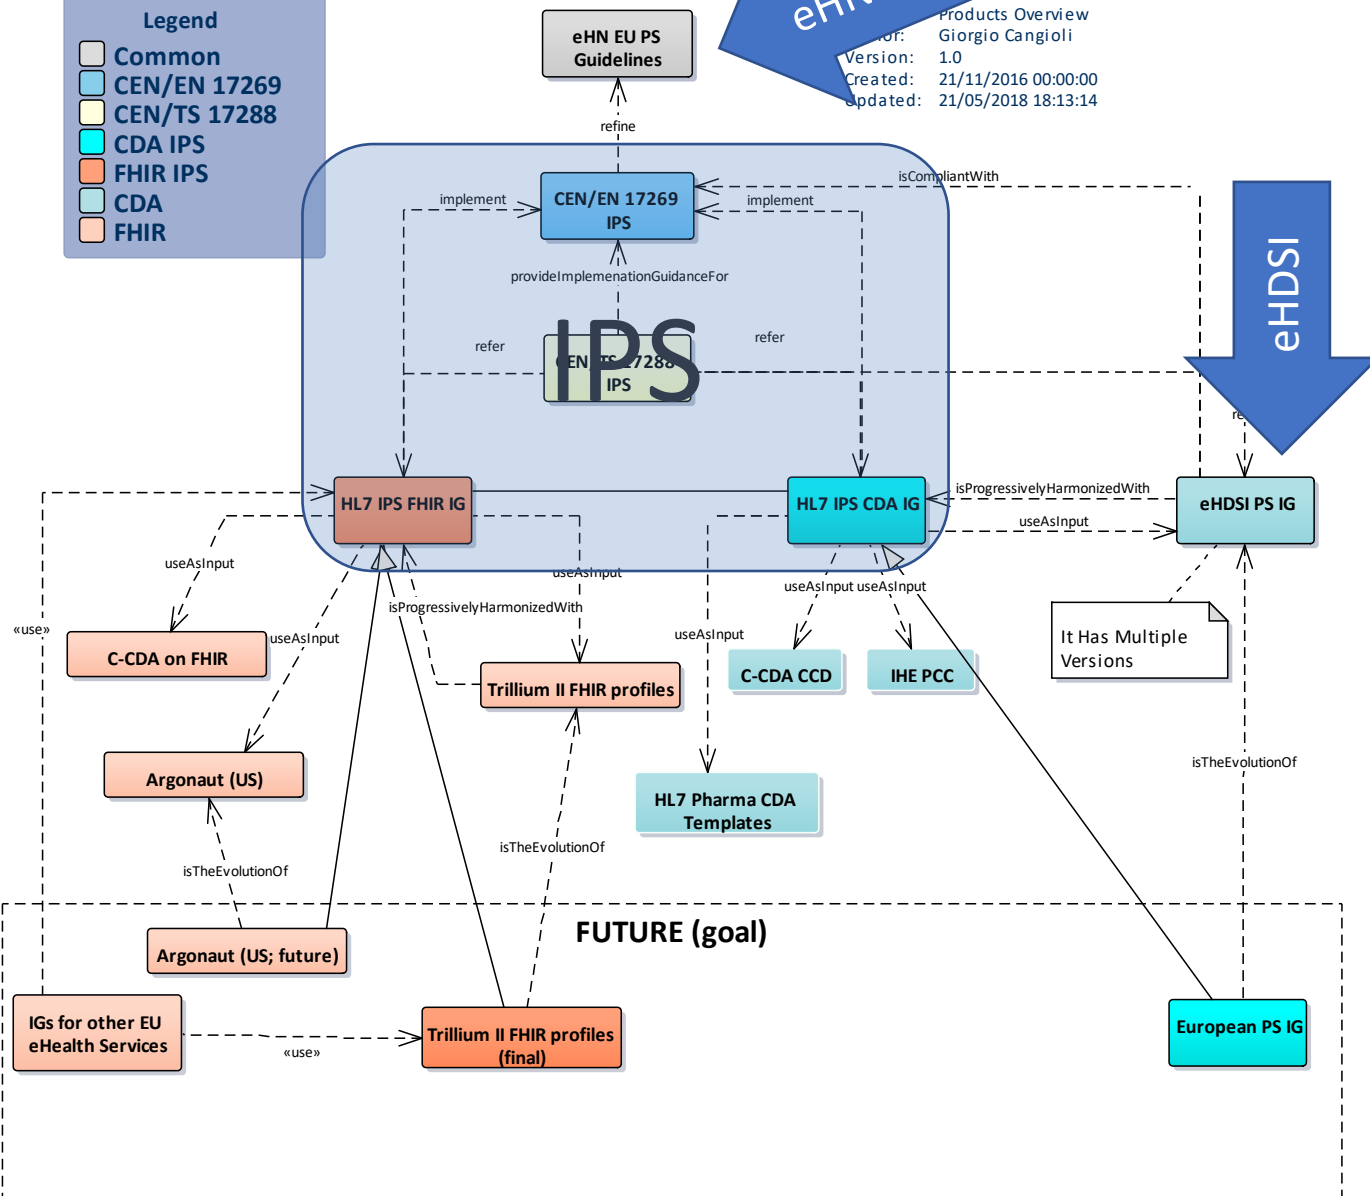 Legend
Common
CEN/EN 17269
CEN/TS 17288
CDA IPS
FHIR IPS
CDA
FHIR
eHN EU PS
Guidelines
Products Overview
Giorgio Cangioli
Version: 1.0
Created: 21/11/2016 00:00:00
Updated: 21/05/2018 18:13:14
refine
isCompliantWith
implement
CEN/EN 17269
IPS
implement
eHDSI
provideImplemenationGuidanceFor
IPS
refer
refer
CEN/TS 17288
IPS
HL7 IPS FHIR IG
HL7 IPS CDA IG
isProgressivelyHarmonizedWith
useAsInput
eHDSI PS IG
useAsInput
useAsInput
useAsInput useAsInput
isProgressivelyHarmonizedWith
«use»
useAsInput
useAsInput
It Has Multiple
Versions
C-CDA on FHIR
Trillium II FHIR profiles
C-CDA CCD
IHE PCC
isTheEvolutionOf
Argonaut (US)
HL7 Pharma CDA
Templates
isTheEvolutionOf
isTheEvolutionOf
FUTURE (goal)
Argonaut (US; future)
IGs for other EU
eHealth Services
«use»
Trillium II FHIR profiles
(final)
European PS IG